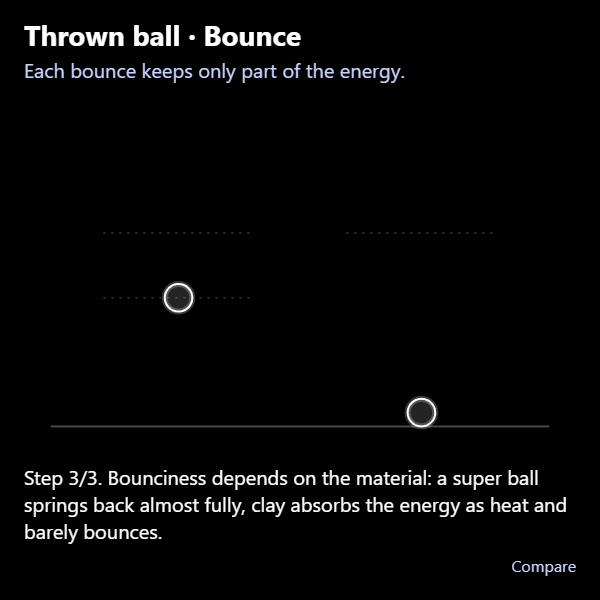 Thrown ball · Bounce
Each bounce keeps only part of the energy.
Step 3/3. Bounciness depends on the material: a super ball
springs back almost fully, clay absorbs the energy as heat and
barely bounces.
Compare